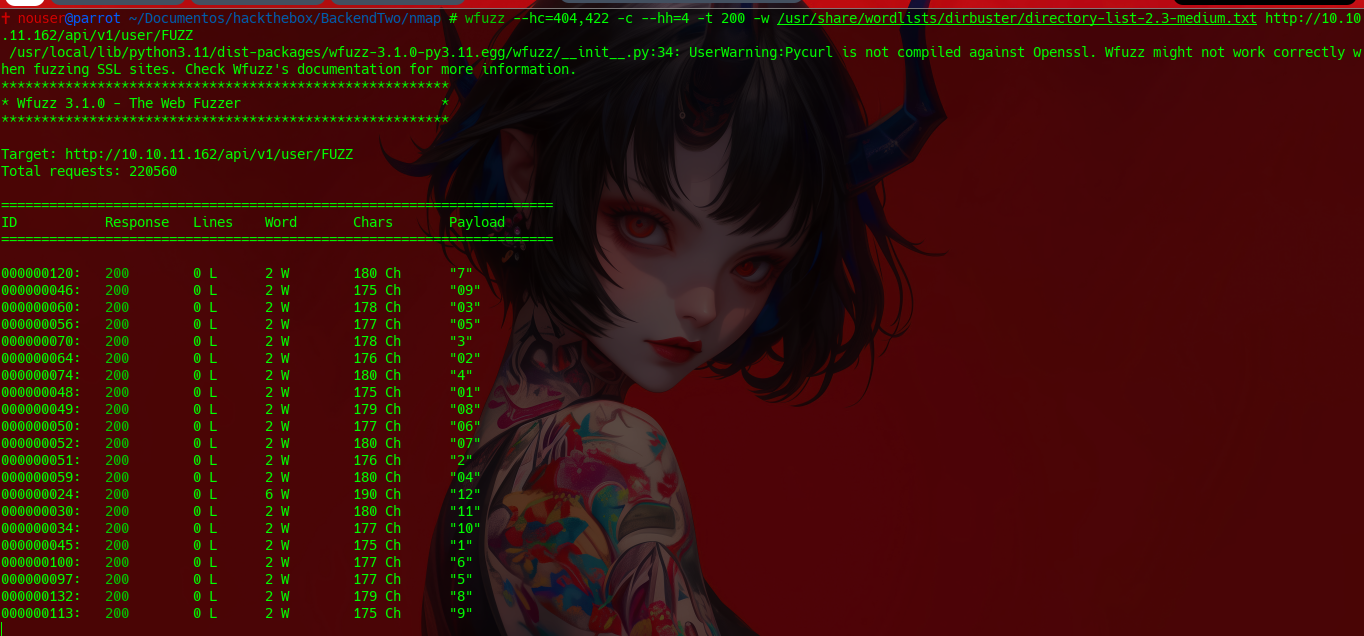 † nouser@parrot ~/Documentos/hackthebox/BackendTwo/nmap # wfuzz --hc=404,422 -c --hh=4 -t 200 -w /usr/share/wordlists/dirbuster/directory-list-2.3-medium.txt http://10.10
.11.162/api/v1/user/FUZZ
 /usr/local/lib/python3.11/dist-packages/wfuzz-3.1.0-py3.11.egg/wfuzz/__init__.py:34: UserWarning:Pycurl is not compiled against Openssl. Wfuzz might not work correctly w
hen fuzzing SSL sites. Check Wfuzz's documentation for more information.
********************************************************
* Wfuzz 3.1.0 - The Web Fuzzer                         *
********************************************************
Target: http://10.10.11.162/api/v1/user/FUZZ
Total requests: 220560
=====================================================================
ID           Response   Lines    Word       Chars       Payload
=====================================================================
000000120:   200        0 L      2 W        180 Ch      "7"
000000046:   200        0 L      2 W        175 Ch      "09"
000000060:   200        0 L      2 W        178 Ch      "03"
000000056:   200        0 L      2 W        177 Ch      "05"
000000070:   200        0 L      2 W        178 Ch      "3"
000000064:   200        0 L      2 W        176 Ch      "02"
000000074:   200        0 L      2 W        180 Ch      "4"
000000048:   200        0 L      2 W        175 Ch      "01"
000000049:   200        0 L      2 W        179 Ch      "08"
000000050:   200        0 L      2 W        177 Ch      "06"
000000052:   200        0 L      2 W        180 Ch      "07"
000000051:   200        0 L      2 W        176 Ch      "2"
000000059:   200        0 L      2 W        180 Ch      "04"
000000024:   200        0 L      6 W        190 Ch      "12"
000000030:   200        0 L      2 W        180 Ch      "11"
000000034:   200        0 L      2 W        177 Ch      "10"
000000045:   200        0 L      2 W        175 Ch      "1"
000000100:   200        0 L      2 W        177 Ch      "6"
000000097:   200        0 L      2 W        177 Ch      "5"
000000132:   200        0 L      2 W        179 Ch      "8"
000000113:   200        0 L      2 W        175 Ch      "9"